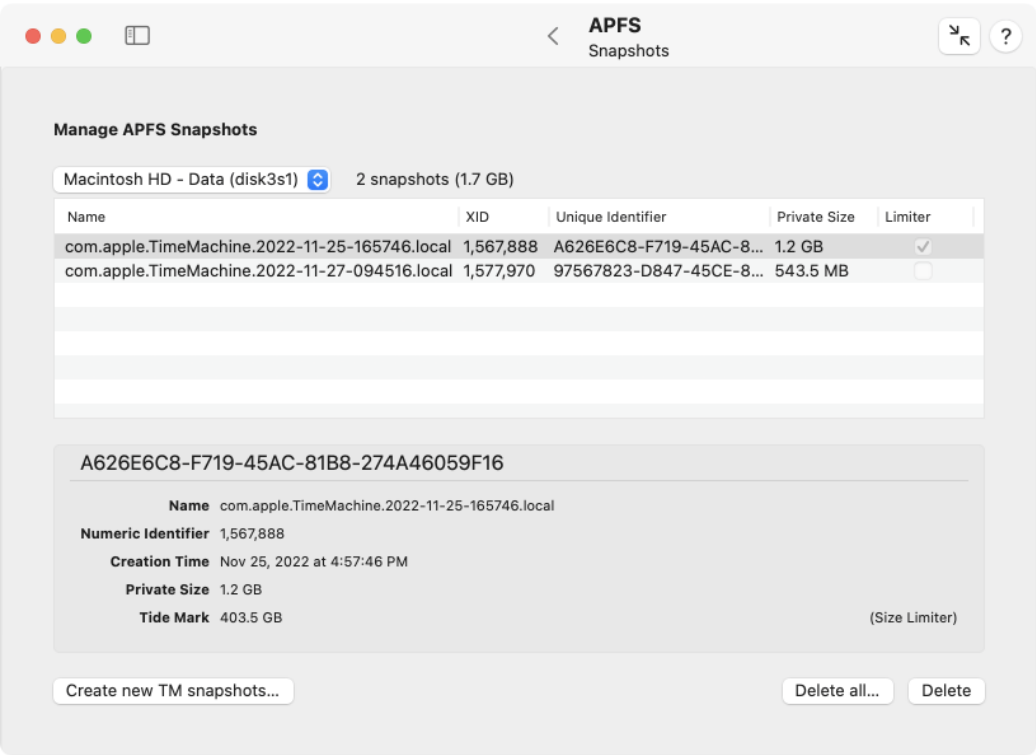 APFS
Snapshots
?
Manage APFS Snapshots
Macintosh HD - Data (disk3s1) 2 snapshots (1.7 GB)
Name XID Unique Identifier Private Size Limiter
com.apple.TimeMachine.2022-11-25-165746.local 1,567,888 A626E6C8-F719-45AC-8... 1.2 GB
com.apple.TimeMachine.2022-11-27-094516.local 1,577,970 97567823-D847-45CE-8... 543.5 MB
A626E6C8-F719-45AC-81B8-274A46059F16
Name com.apple.TimeMachine.2022-11-25-165746.local
Numeric Identifier 1,567,888
Creation Time Nov 25, 2022 at 4:57:46 PM
Private Size 1.2 GB
Tide Mark 403.5 GB (Size Limiter)
Create new TM snapshots... Delete all... Delete